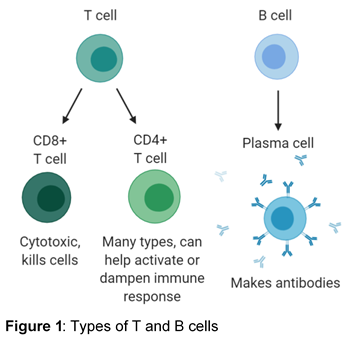 T cell
B cell
CD8+
T cell
CD4+
T cell
Plasma cell
Cytotoxic,
kills cells
Many types, can
help activate or
dampen immune
response
Makes antibodies
Figure 1: Types of T and B cells